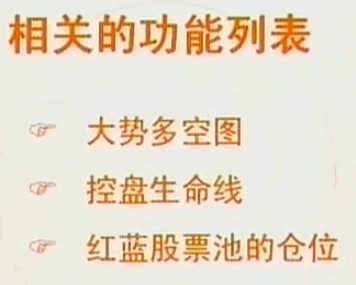 相关的功能列表
大势多空图
控盘生命线
红蓝股票池的仓位